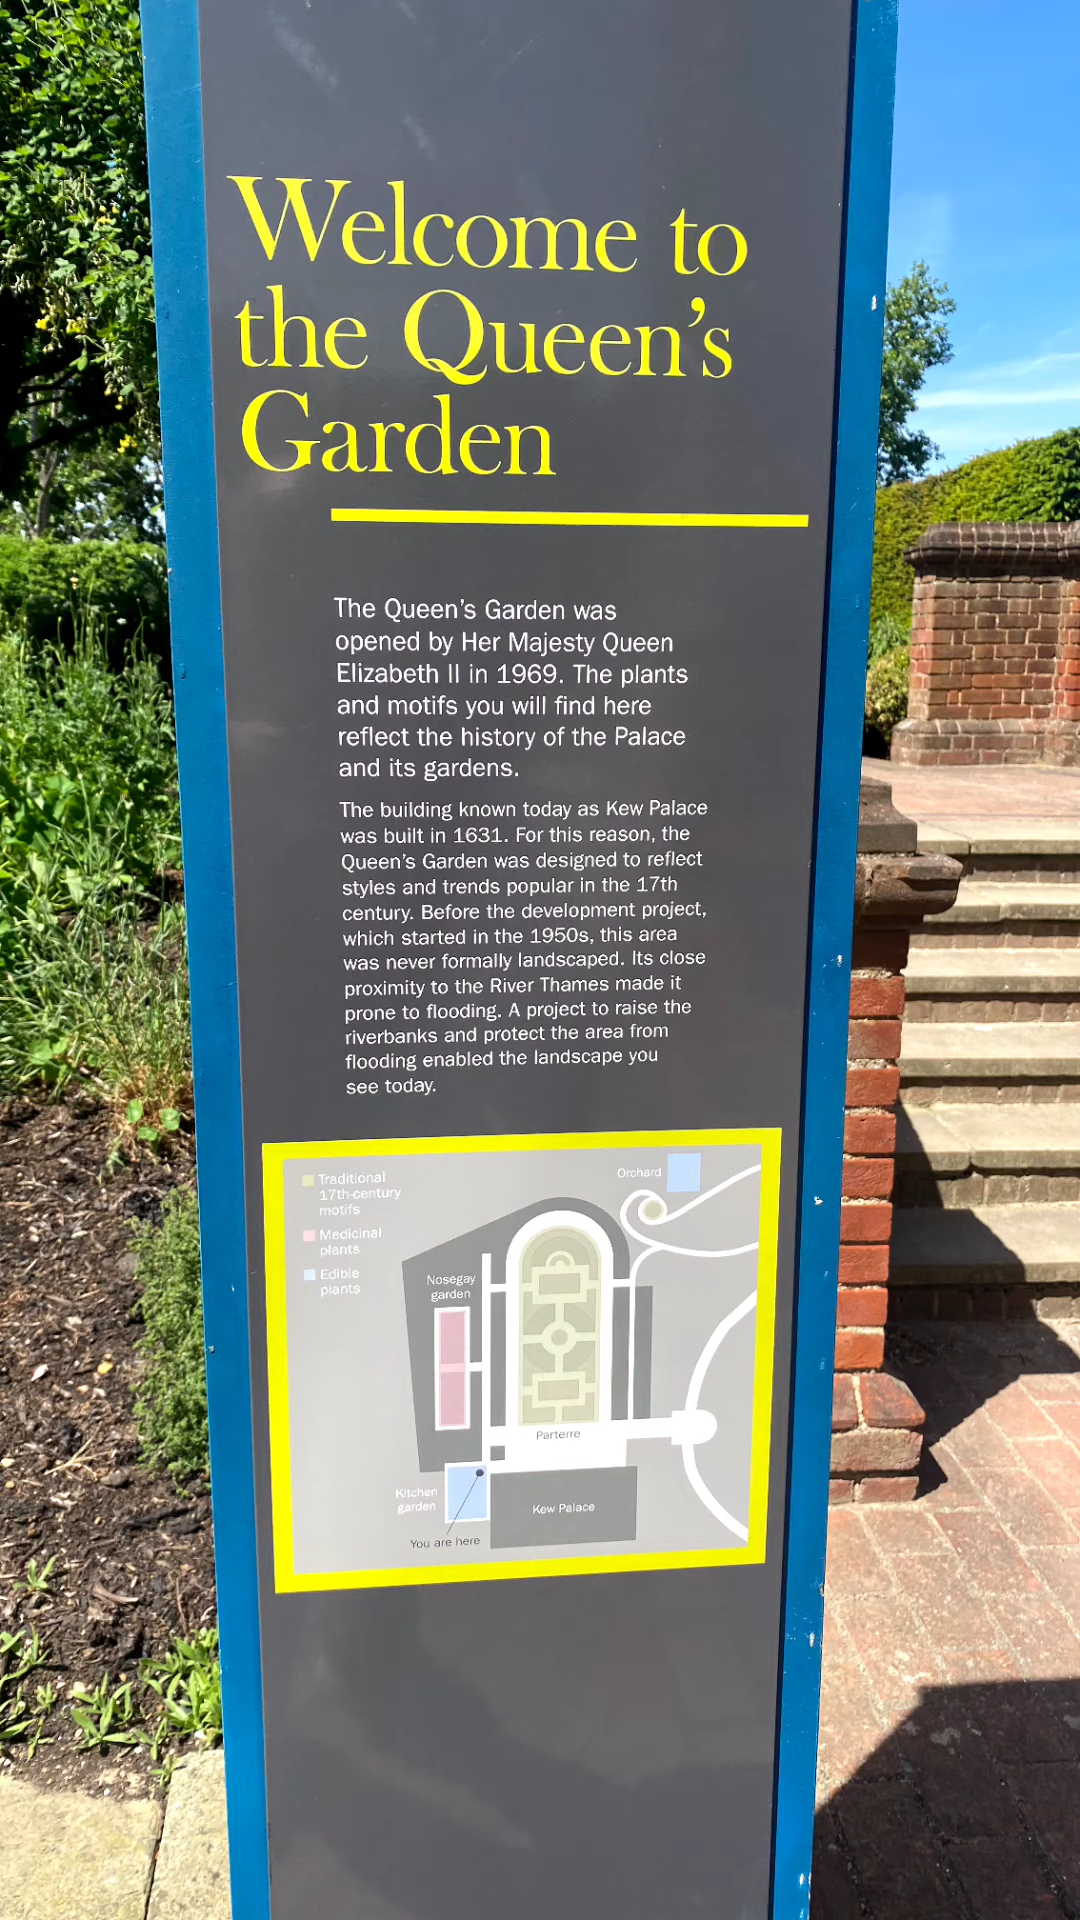 Welcome to
the Queen's
Garden
The Queen's Garden was
opened by Her Majesty Queen
Elizabeth II in 1969. The plants
and motifs you will find here
reflect the history of the Palace
and its gardens.
The building known today as Kew Palace
was built in 1631. For this reason, the
Queen's Garden was designed to reflect
styles and trends popular in the 17th
century. Before the development project,
which started in the 1950s, this area
was never formally landscaped. Its close
proximity to the River Thames made it
prone to flooding. A project to raise the
riverbanks and protect the area from
flooding enabled the landscape you
see today.
Traditional
17th-century
motifs
Medicinal
plants
Edible
plants
Orchard
Nosegay
garden
Parterre
Kitchen
garden
Kew Palace
You are here